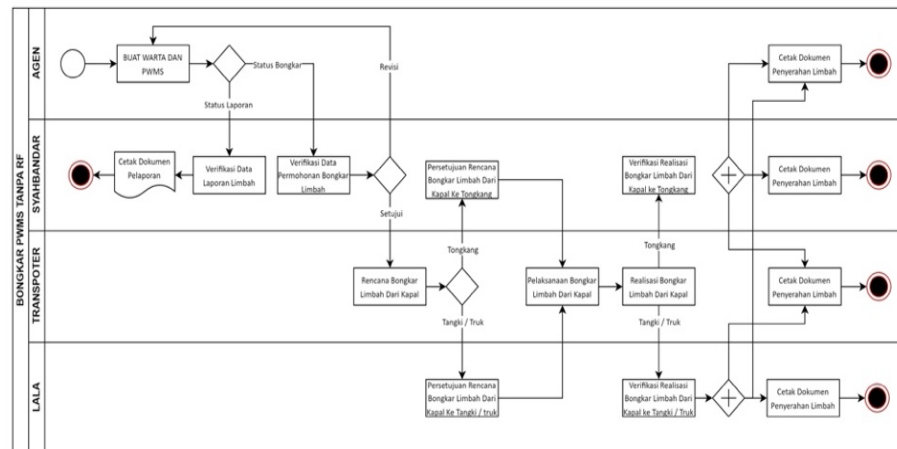 BONGKAR PWMS TANPA RF
AGEN
BUAT WARTA DAN
PWMS
Status Bongkar
Status Laporan
Revisi
Cetak Dokumen
Penyerahan Limbah
SYAHBANDAR
Cetak Dokumen
Pelaporan
Verifikasi Data
Laporan Limbah
Verifikasi Data
Permohonan Bongkar
Limbah
Setujui
Persetujuan Rencana
Bongkar Limbah Dari
Kapal Ke Tongkang
Verifikasi Realisasi
Bongkar Limbah Dari
Kapal ke Tongkang
Cetak Dokumen
Penyerahan Limbah
TRANSPOTER
Rencana Bongkar
Limbah Dari Kapal
Tongkang
Tangki / Truk
Pelaksanaan Bongkar
Limbah Dari Kapal
Realisasi Bongkar
Limbah Dari Kapal
Tongkang
Tangki / Truk
Cetak Dokumen
Penyerahan Limbah
LALA
Persetujuan Rencana
Bongkar Limbah Dari
Kapal Ke Tangki / truk
Verifikasi Realisasi
Bongkar Limbah Dari
Kapal ke Tangki / Truk
Cetak Dokumen
Penyerahan Limbah